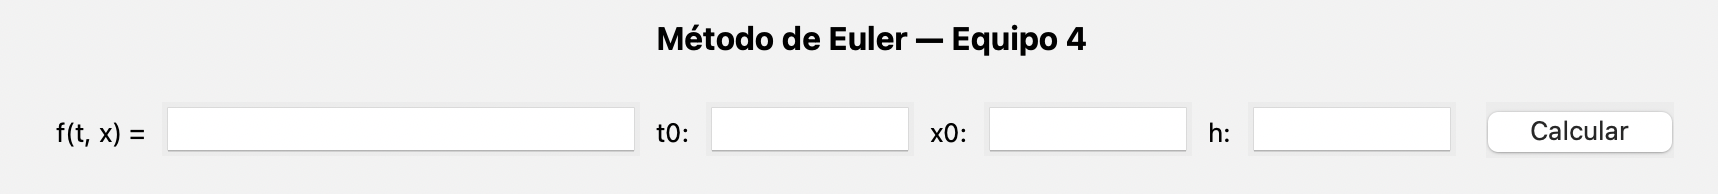 Método de Euler — Equipo 4
f(t, x) = t0: x0: h: Calcular